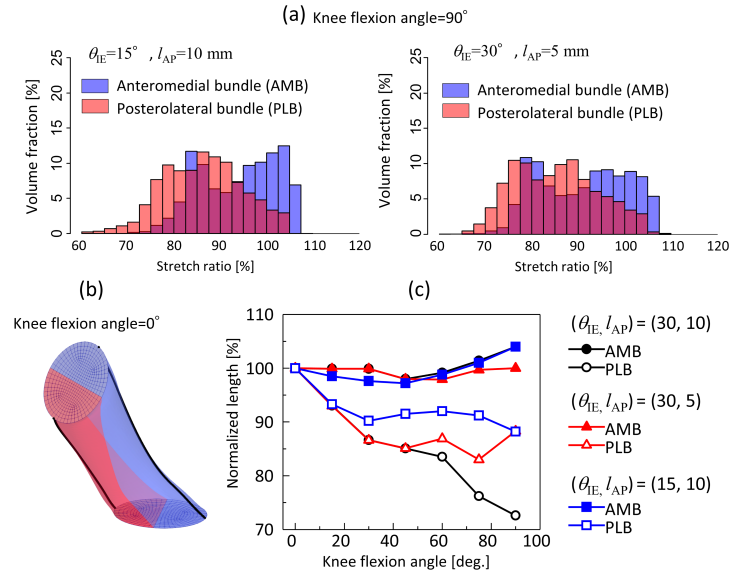 (a) Knee flexion angle=90°
θIE=15° , lAP=10 mm
Anteromedial bundle (AMB)
Posterolateral bundle (PLB)
Volume fraction [%]
25
20
15
10
5
0
60 70 80 90 100 110 120
Stretch ratio [%]
θIE=30° , lAP=5 mm
Anteromedial bundle (AMB)
Posterolateral bundle (PLB)
Volume fraction [%]
25
20
15
10
5
0
60 70 80 90 100 110 120
Stretch ratio [%]
(b)
Knee flexion angle=0°
(c)
Normalized length [%]
110
100
90
80
70
0 20 40 60 80 100
Knee flexion angle [deg.]
(θIE, lAP) = (30, 10)
AMB
PLB
(θIE, lAP) = (30, 5)
AMB
PLB
(θIE, lAP) = (15, 10)
AMB
PLB